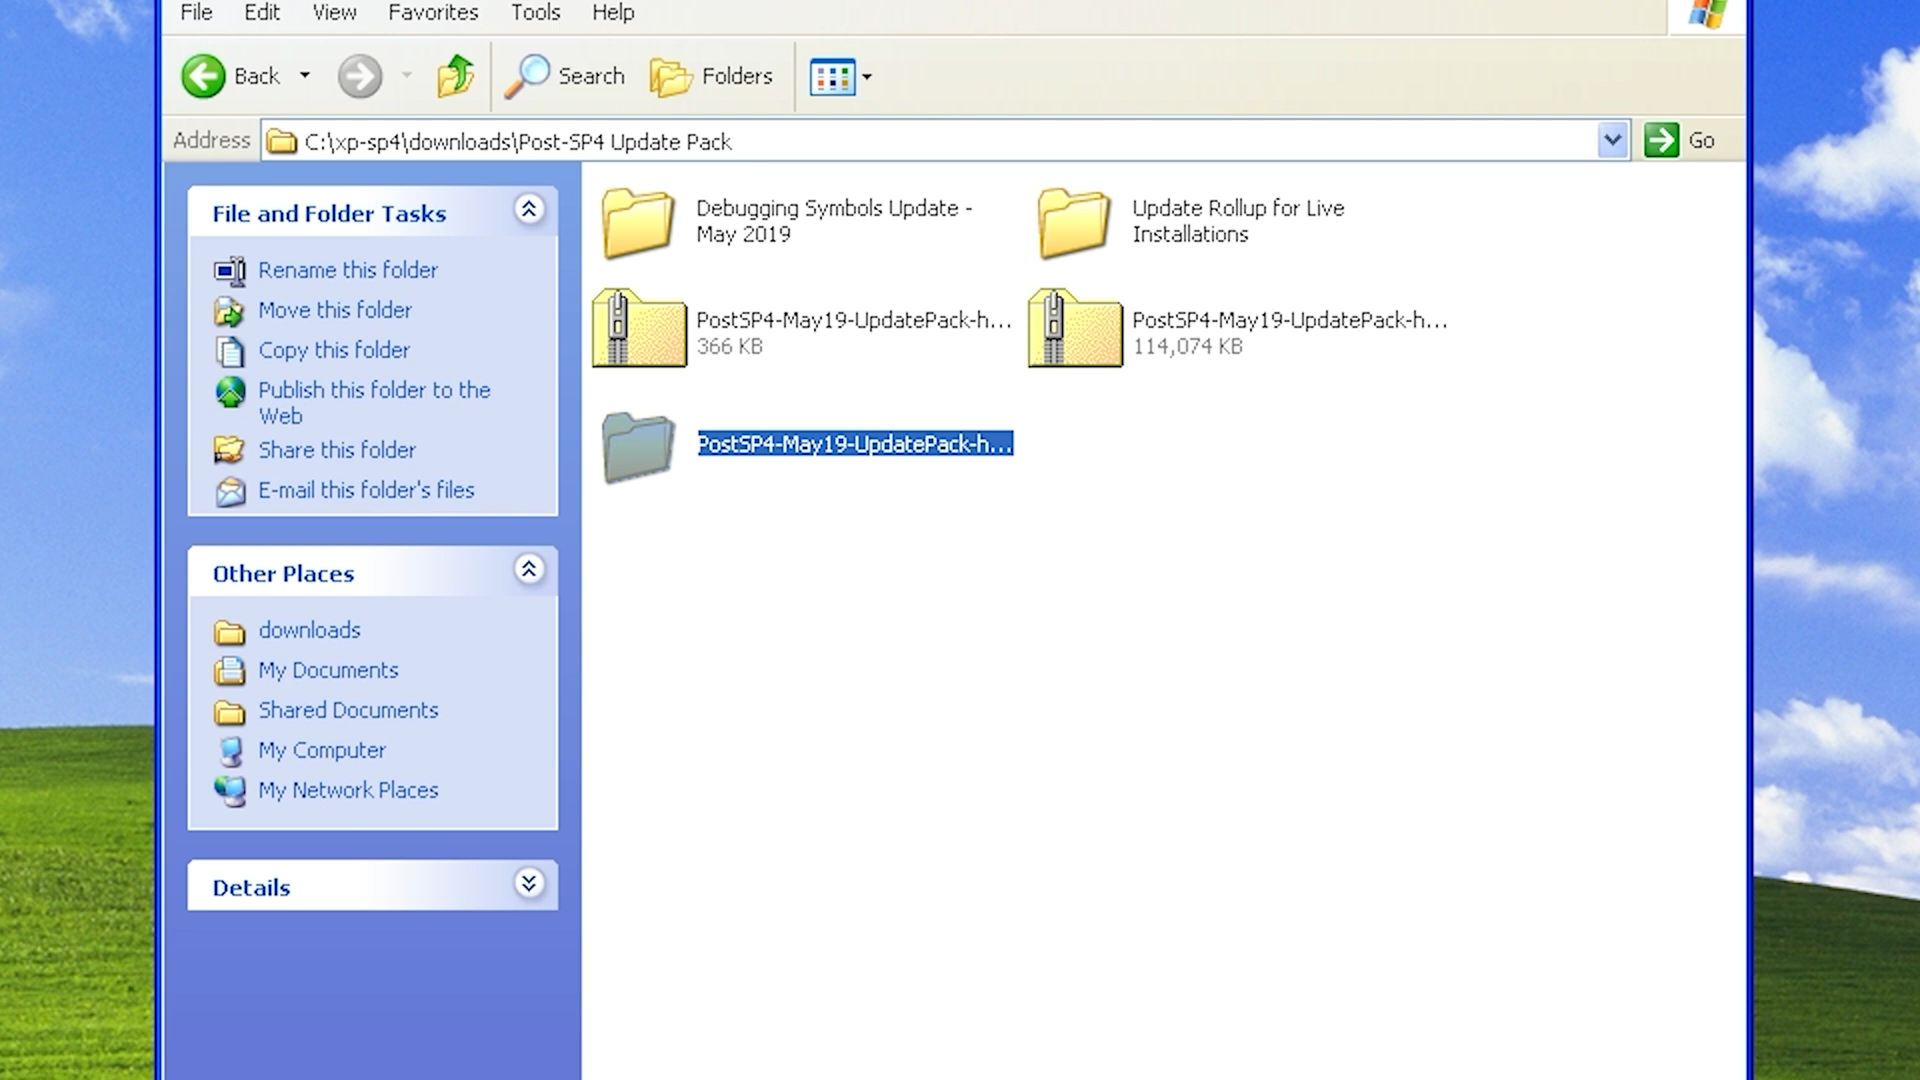 File Edit View Favorites Tools Help
Back Search Folders
Address C:\xp-sp4\downloads\Post-SP4 Update Pack Go
File and Folder Tasks
Rename this folder
Move this folder
Copy this folder
Publish this folder to the
Web
Share this folder
E-mail this folder's files
Other Places
downloads
My Documents
Shared Documents
My Computer
My Network Places
Details
Debugging Symbols Update -
May 2019
Update Rollup for Live
Installations
PostSP4-May19-UpdatePack-h...
366 KB
PostSP4-May19-UpdatePack-h...
114,074 KB
PostSP4-May19-UpdatePack-h...